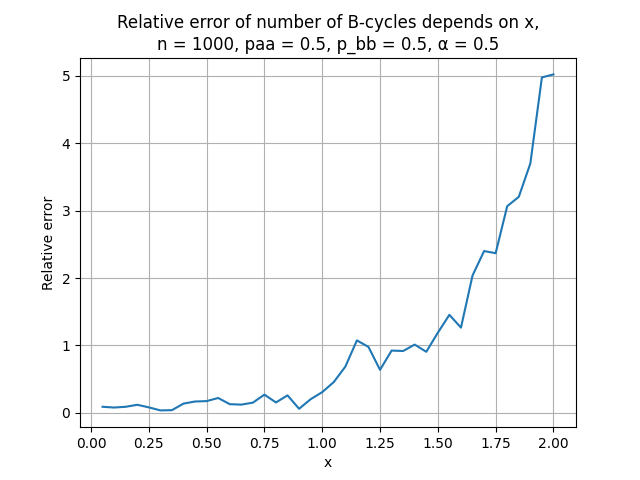 Relative error of number of B-cycles depends on x,
n = 1000, paa = 0.5, p_bb = 0.5, α = 0.5
Relative error
5
4
3
2
1
0
0.00 0.25 0.50 0.75 1.00 1.25 1.50 1.75 2.00
x